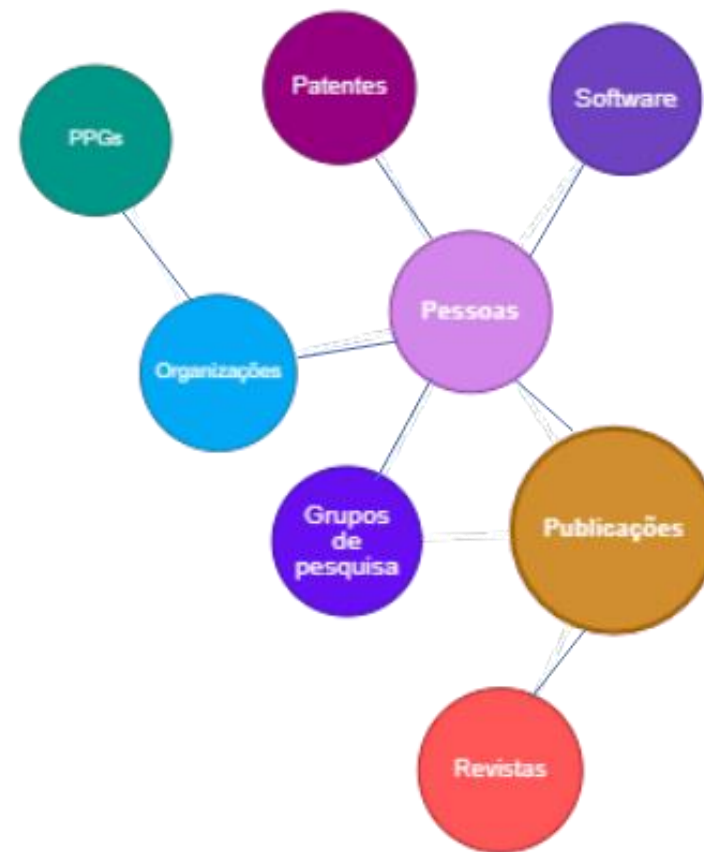 Patentes
Software
PPGs
Pessoas
Organizações
Grupos
de
pesquisa
Publicações
Revistas